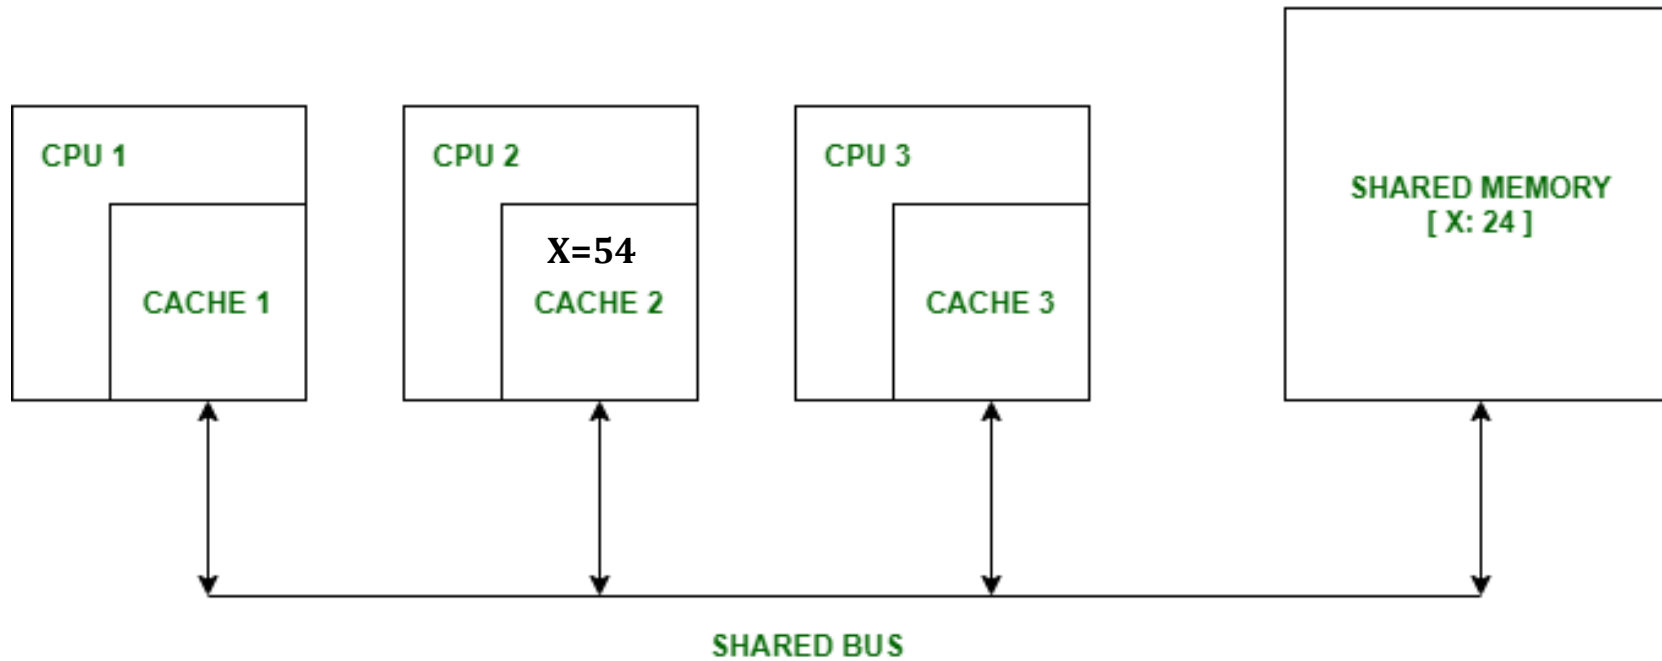 CPU 1
CACHE 1
CPU 2
X=54
CACHE 2
CPU 3
CACHE 3
SHARED MEMORY
[ X: 24 ]
SHARED BUS